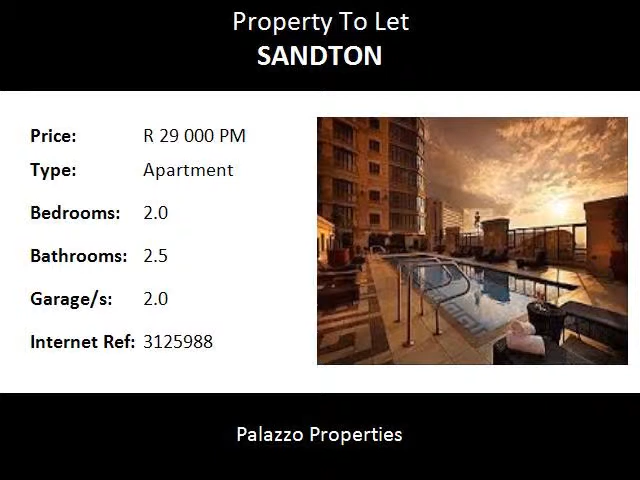 Property To Let
SANDTON
Price: R 29 000 PM
Type: Apartment
Bedrooms: 2.0
Bathrooms: 2.5
Garage/s: 2.0
Internet Ref: 3125988
Palazzo Properties